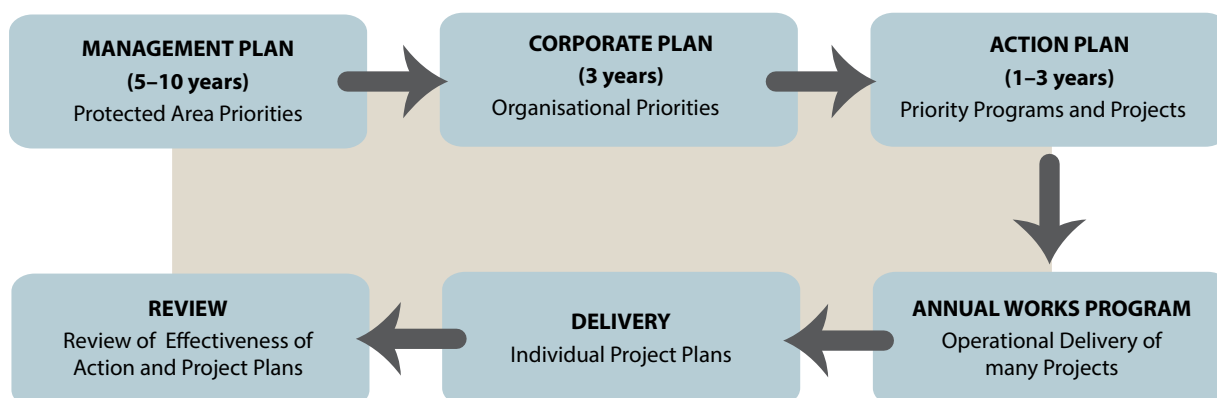 MANAGEMENT PLAN
(5–10 years)
Protected Area Priorities
CORPORATE PLAN
(3 years)
Organisational Priorities
ACTION PLAN
(1–3 years)
Priority Programs and Projects
REVIEW
Review of Effectiveness of
Action and Project Plans
DELIVERY
Individual Project Plans
ANNUAL WORKS PROGRAM
Operational Delivery of
many Projects